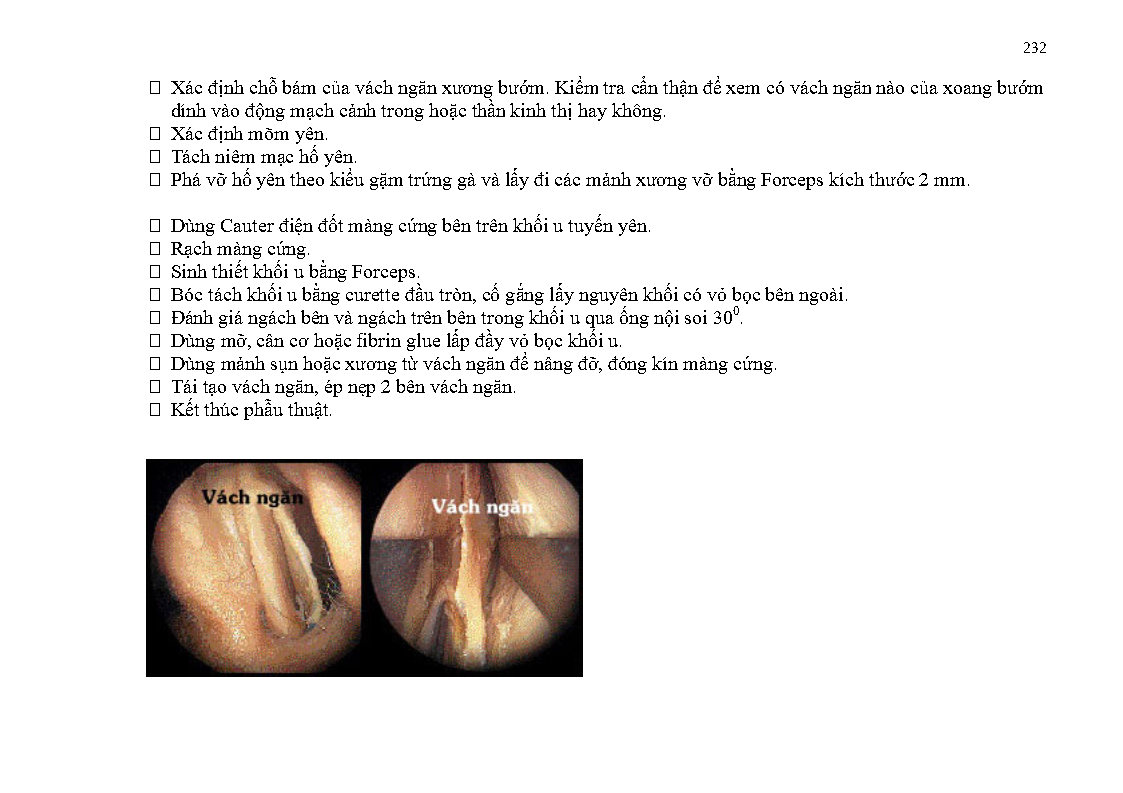 232
□ Xác định chỗ bám của vách ngăn xương bướm. Kiểm tra cẩn thận để xem có vách ngăn nào của xoang bướm
dính vào động mạch cảnh trong hoặc thần kinh thị hay không.
□ Xác định mõm yên.
□ Tách niêm mạc hố yên.
□ Phá vỡ hố yên theo kiểu gặm trứng gà và lấy đi các mảnh xương vỡ bằng Forceps kích thước 2 mm.
□ Dùng Cauter điện đốt màng cứng bên trên khối u tuyến yên.
□ Rạch màng cứng.
□ Sinh thiết khối u bằng Forceps.
□ Bóc tách khối u bằng curette đầu tròn, cố gắng lấy nguyên khối có vỏ bọc bên ngoài.
□ Đánh giá ngách bên và ngách trên bên trong khối u qua ống nội soi 30⁰.
□ Dùng mỡ, cân cơ hoặc fibrin glue lấp đầy vỏ bọc khối u.
□ Dùng mảnh sụn hoặc xương từ vách ngăn để nâng đỡ, đóng kín màng cứng.
□ Tái tạo vách ngăn, ép nẹp 2 bên vách ngăn.
□ Kết thúc phẫu thuật.
Vách ngăn
Vách ngăn